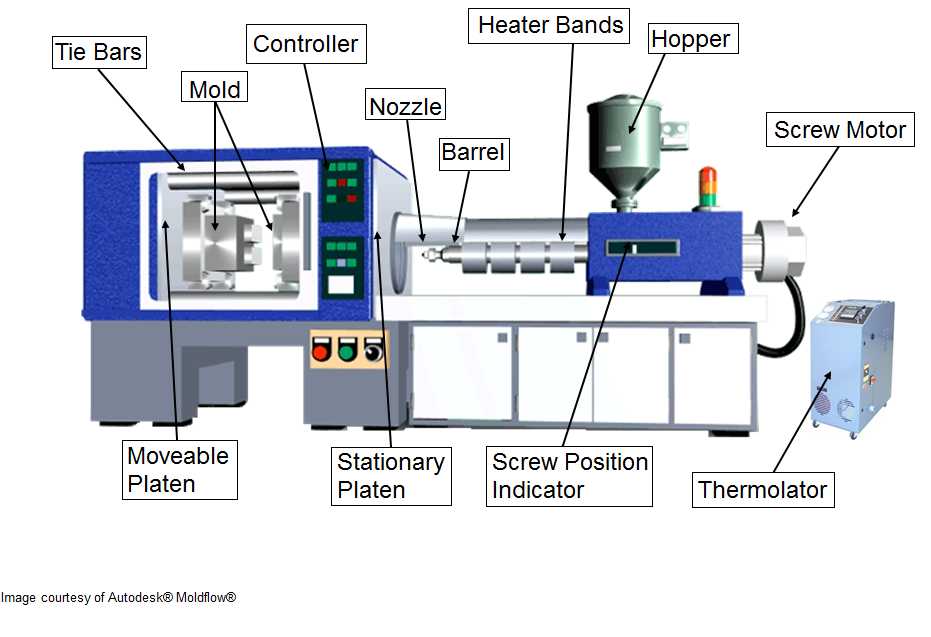 Tie Bars
Controller
Heater Bands
Hopper
Mold
Nozzle
Barrel
Screw Motor
Moveable
Platen
Stationary
Platen
Screw Position
Indicator
Thermolator
Image courtesy of Autodesk® Moldflow®